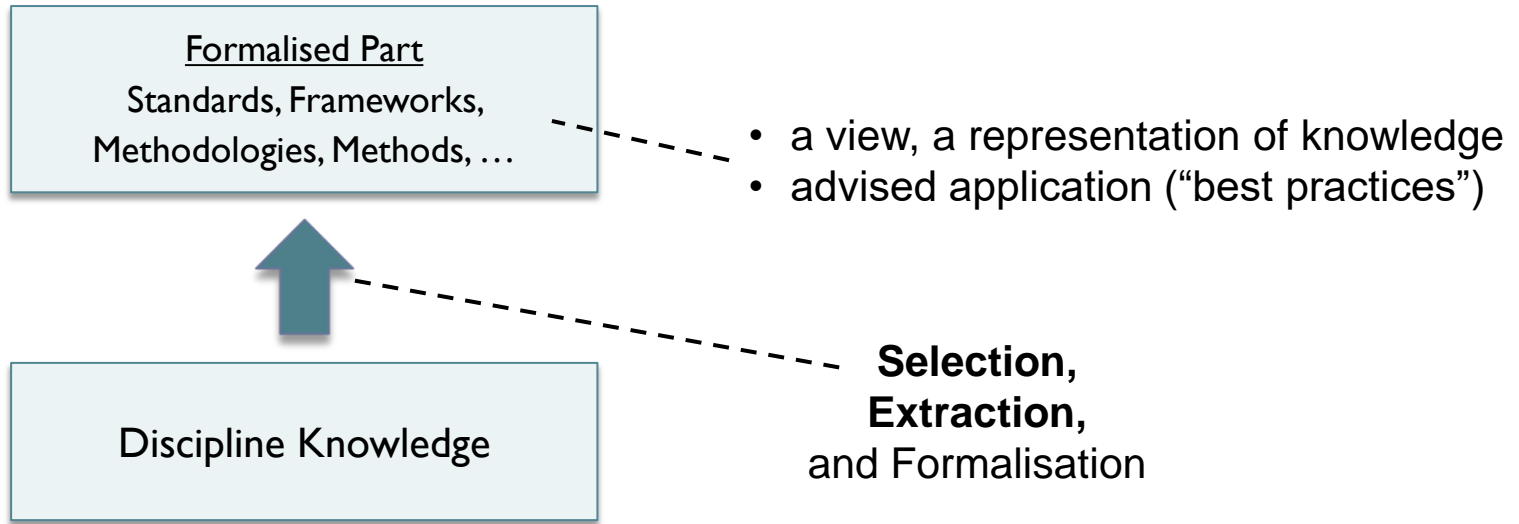 Formalised Part
Standards, Frameworks,
Methodologies, Methods, …
• a view, a representation of knowledge
• advised application (“best practices”)
Selection,
Extraction,
and Formalisation
Discipline Knowledge